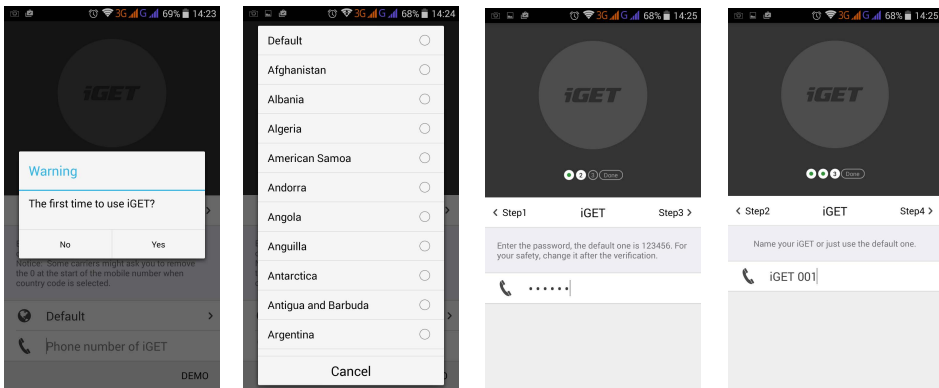 3G G 69% 14:23
iGET
Warning
The first time to use iGET?
No Yes
Notice: Some carriers might ask you to remove
the 0 at the start of the mobile number when
country code is selected.
Default
Phone number of iGET
DEMO
3G G 68% 14:24
Default
Afghanistan
Albania
Algeria
American Samoa
Andorra
Angola
Anguilla
Antarctica
Antigua and Barbuda
Argentina
Cancel
3G G 68% 14:25
iGET
2 3 Done
< Step1 iGET Step3 >
Enter the password, the default one is 123456. For
your safety, change it after the verification.
3G G 68% 14:25
iGET
3 Done
< Step2 iGET Step4 >
Name your iGET or just use the default one.
iGET 001